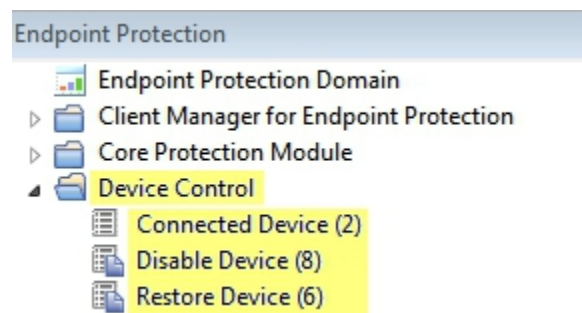 Endpoint Protection
Endpoint Protection Domain
Client Manager for Endpoint Protection
Core Protection Module
Device Control
Connected Device (2)
Disable Device (8)
Restore Device (6)